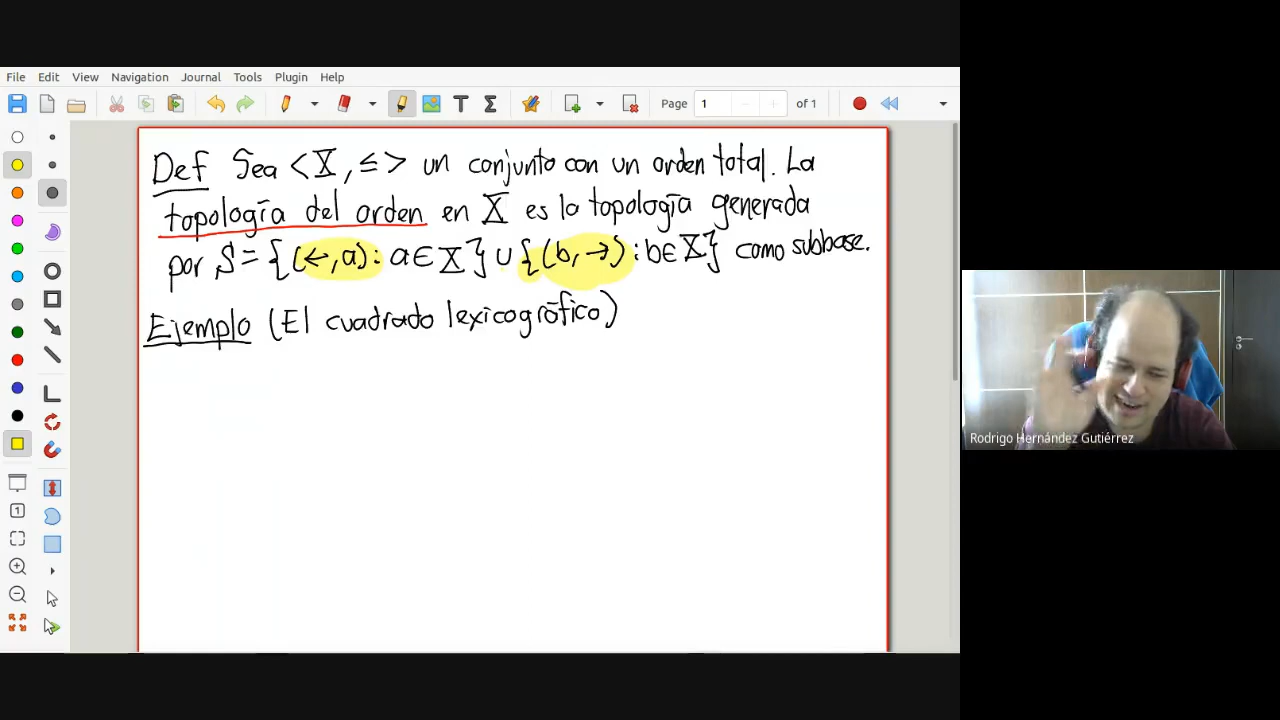 File Edit View Navigation Journal Tools Plugin Help
Page 1 of 1
Def Sea <X, ≤> un conjunto con un orden total. La
topología del orden en X es la topología generada
por S = {(←, a) : a ∈ X} ∪ {(b, →) : b ∈ X} como subbase.
Ejemplo (El cuadrado lexicográfico)
Rodrigo Hernández Gutiérrez